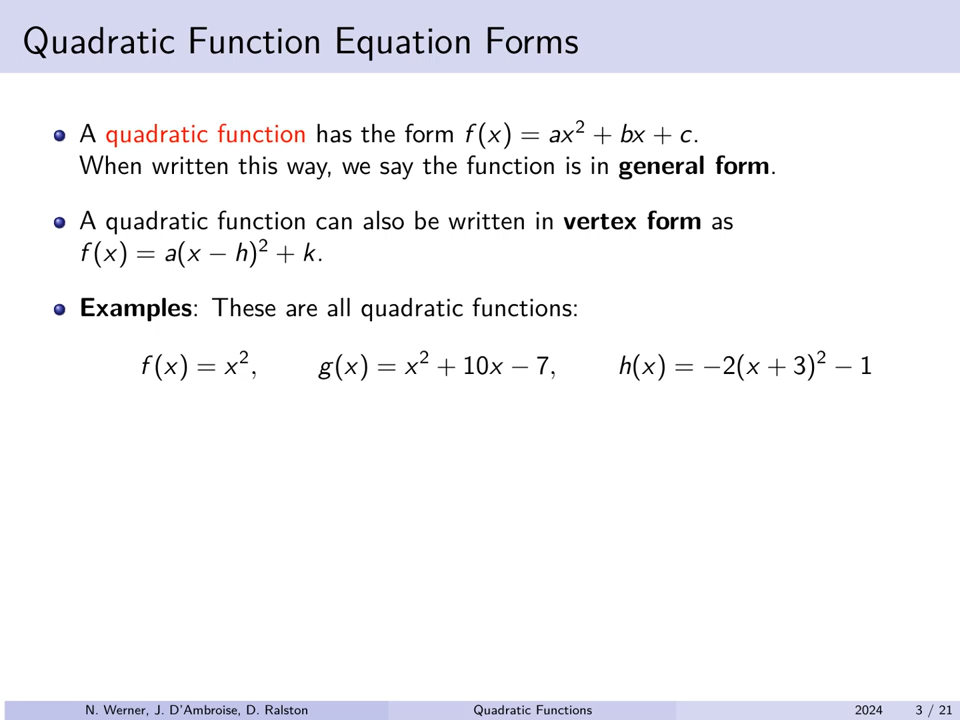 Quadratic Function Equation Forms
A quadratic function has the form f(x) = ax² + bx + c.
When written this way, we say the function is in general form.
A quadratic function can also be written in vertex form as
f(x) = a(x − h)² + k.
Examples: These are all quadratic functions:
f(x) = x², g(x) = x² + 10x − 7, h(x) = −2(x + 3)² − 1
N. Werner, J. D'Ambroise, D. Ralston Quadratic Functions 2024 3 / 21